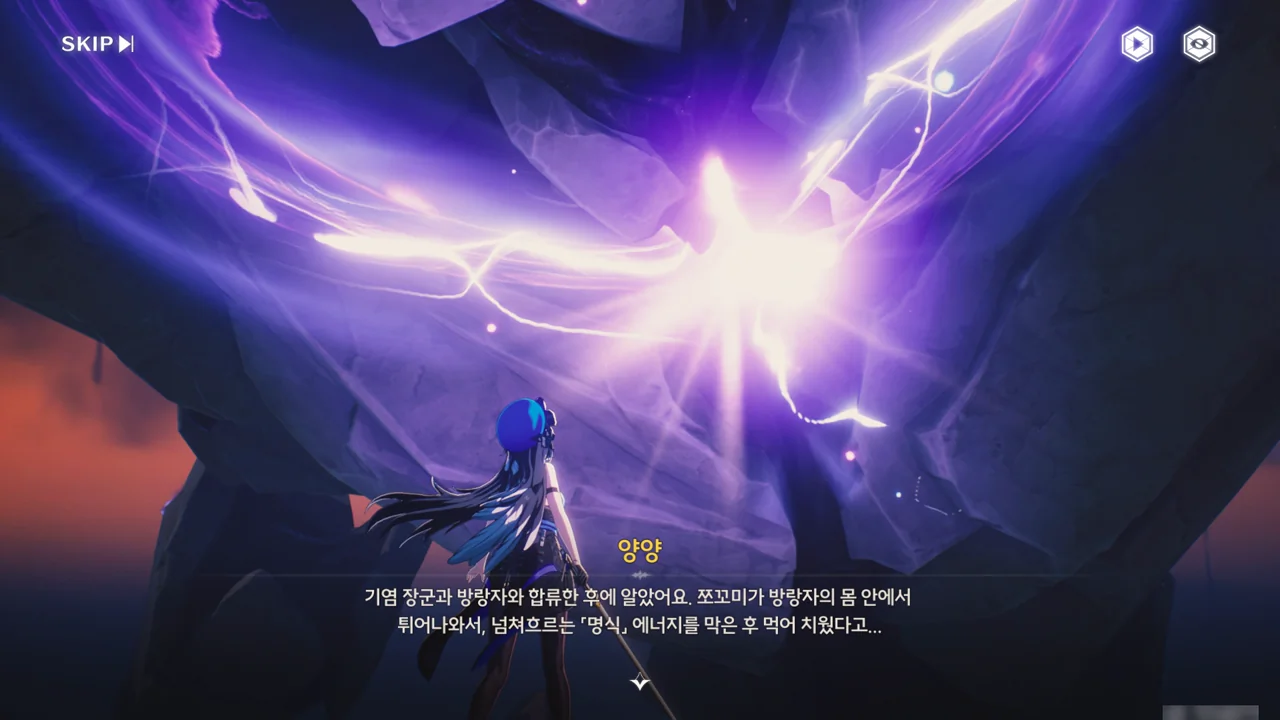 SKIP
양양
기염 장군과 방랑자와 합류한 후에 알았어요. 쪼꼬미가 방랑자의 몸 안에서
튀어나와서, 넘쳐흐르는 「명식」 에너지를 막은 후 먹어 치웠다고...